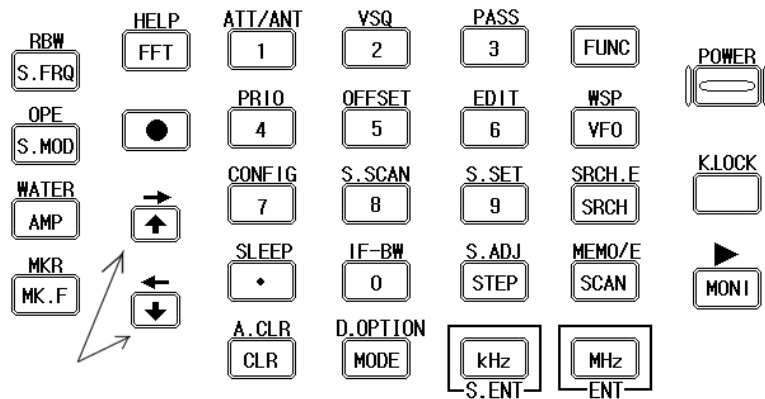 HELP ATT/ANT VSQ PASS
RBW FFT 1 2 3 FUNC POWER
S.FRQ
OPE PRIO OFFSET EDIT WSP
S.MOD 4 5 6 VFO
WATER CONFIG S.SCAN S.SET SRCH.E K.LOCK
AMP 7 8 9 SRCH
MKR SLEEP IF-BW S.ADJ MEMO/E
MK.F • 0 STEP SCAN MONI
A.CLR D.OPTION
CLR MODE kHz MHz
S.ENT ENT